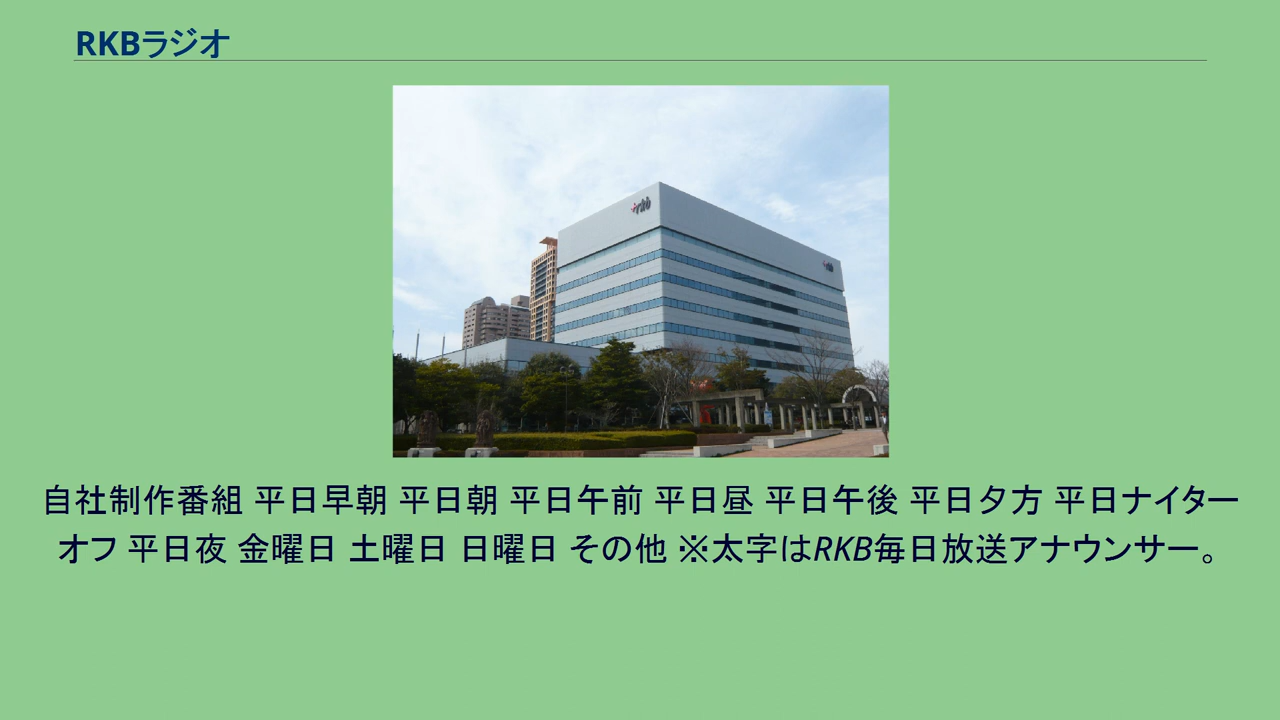 RKBラジオ
rkb
rkb
自社制作番組 平日早朝 平日朝 平日午前 平日昼 平日午後 平日夕方 平日ナイター
オフ 平日夜 金曜日 土曜日 日曜日 その他 ※太字はRKB毎日放送アナウンサー。